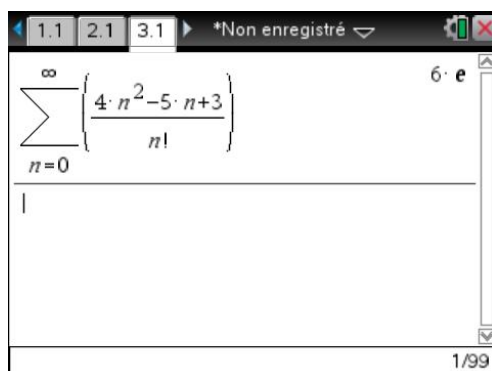 1.1 2.1 3.1 *Non enregistré
∞
∑ (4·n²−5·n+3 / n!) 6·e
n=0
1/99